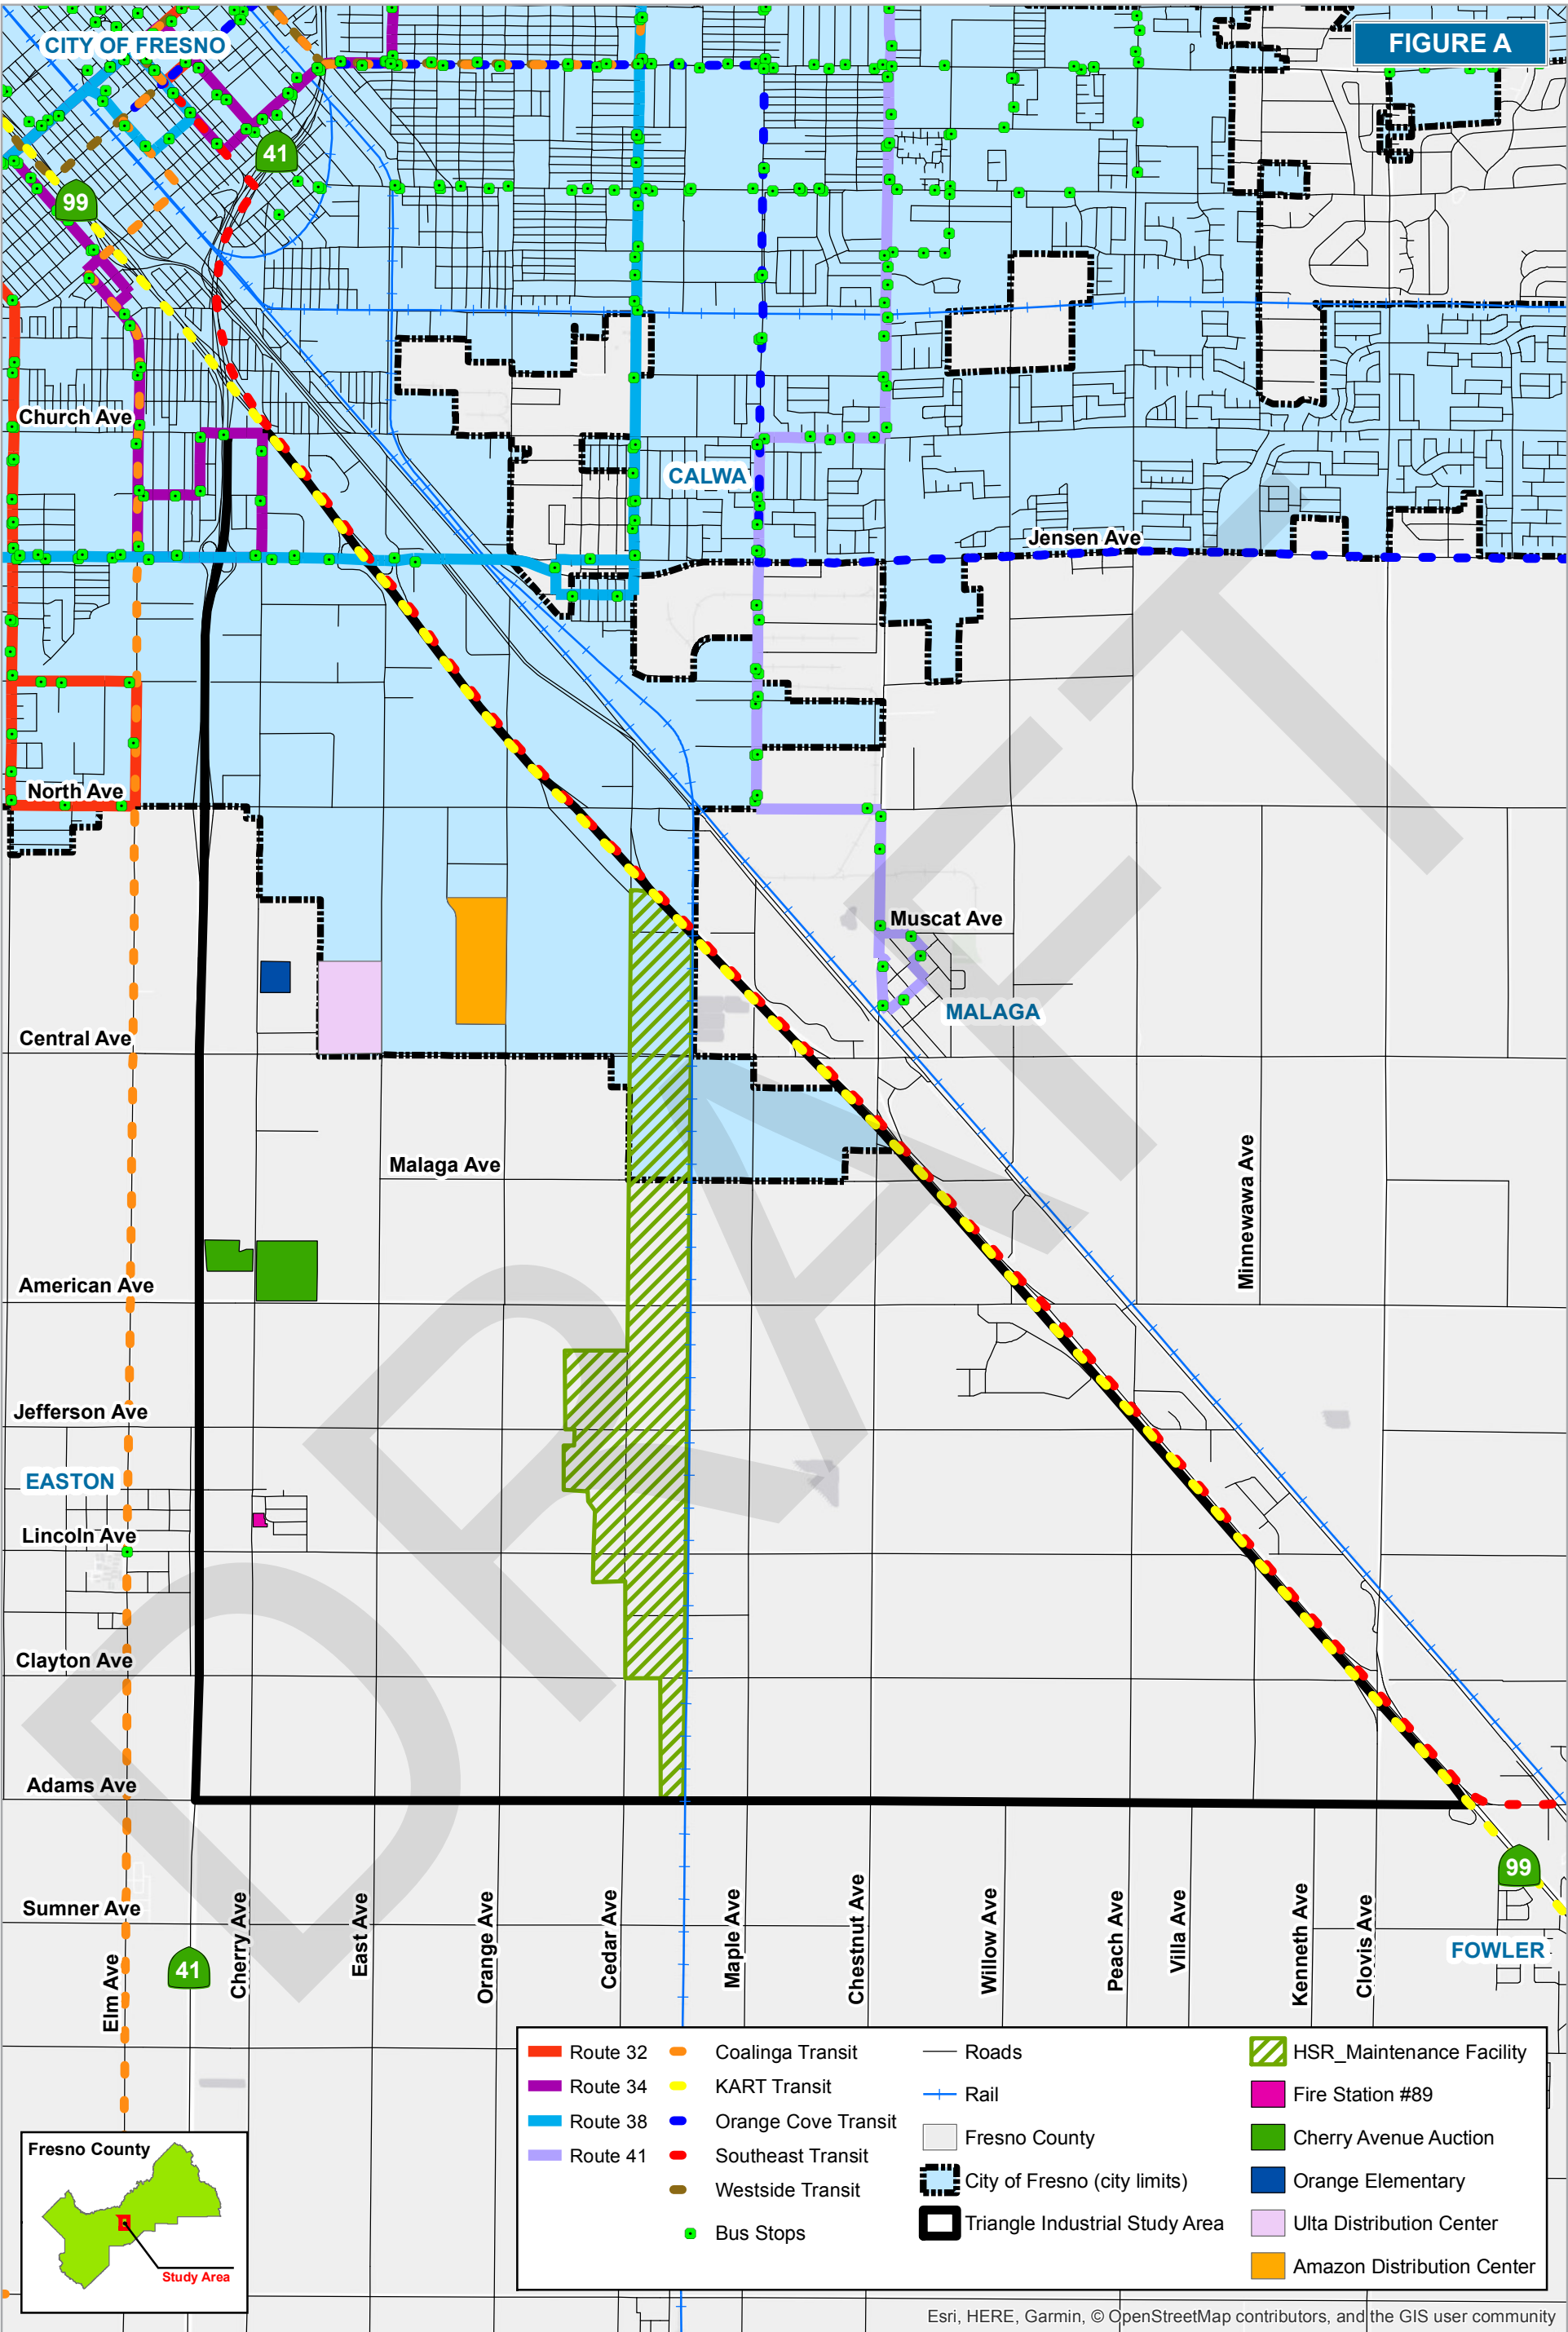 CITY OF FRESNO
FIGURE A
41
99
Church Ave
CALWA
Jensen Ave
North Ave
Muscat Ave
MALAGA
Central Ave
Malaga Ave
Minnewawa Ave
American Ave
Jefferson Ave
EASTON
Lincoln Ave
Clayton Ave
Adams Ave
DRAFT
99
Sumner Ave
FOWLER
41
Elm Ave
Cherry Ave
East Ave
Orange Ave
Cedar Ave
Maple Ave
Chestnut Ave
Willow Ave
Peach Ave
Villa Ave
Kenneth Ave
Clovis Ave
Route 32
Route 34
Route 38
Route 41
Coalinga Transit
KART Transit
Orange Cove Transit
Southeast Transit
Westside Transit
Bus Stops
Roads
Rail
Fresno County
City of Fresno (city limits)
Triangle Industrial Study Area
HSR_Maintenance Facility
Fire Station #89
Cherry Avenue Auction
Orange Elementary
Ulta Distribution Center
Amazon Distribution Center
Fresno County
Study Area
Esri, HERE, Garmin, © OpenStreetMap contributors, and the GIS user community